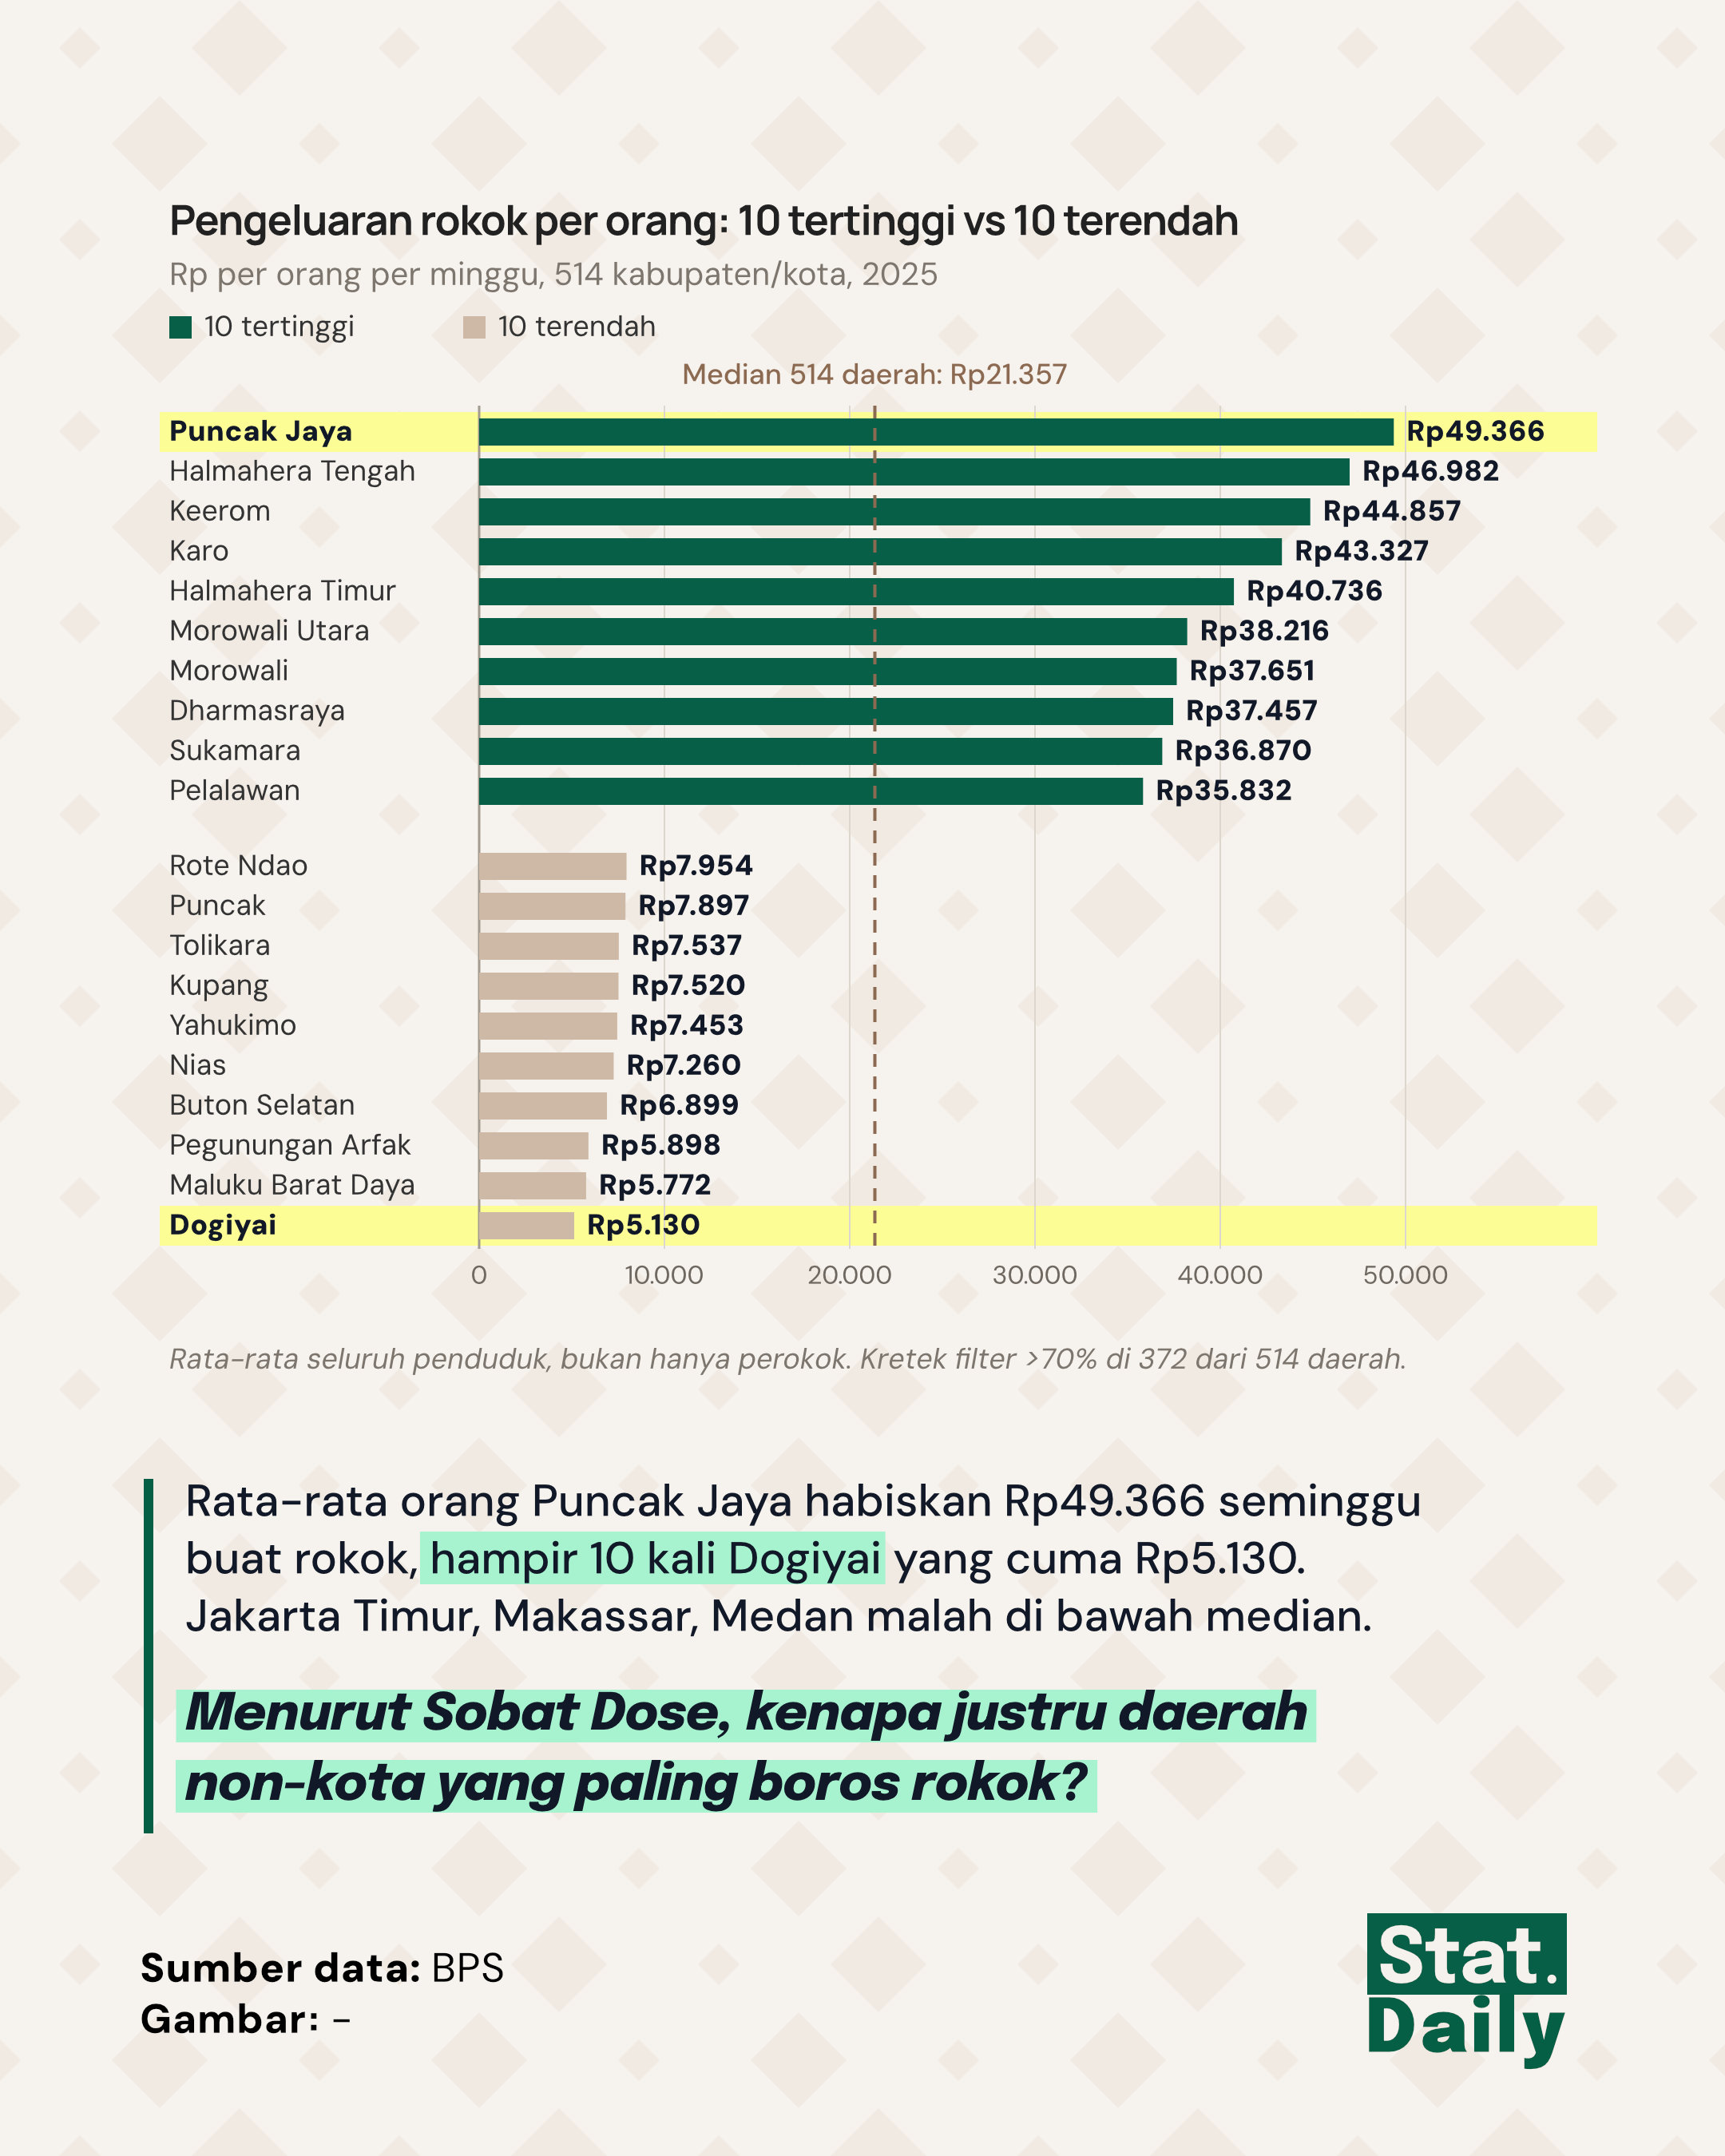 Pengeluaran rokok per orang: 10 tertinggi vs 10 terendah
Rp per orang per minggu, 514 kabupaten/kota, 2025
10 tertinggi 10 terendah
Median 514 daerah: Rp21.357
Puncak Jaya Rp49.366
Halmahera Tengah Rp46.982
Keerom Rp44.857
Karo Rp43.327
Halmahera Timur Rp40.736
Morowali Utara Rp38.216
Morowali Rp37.651
Dharmasraya Rp37.457
Sukamara Rp36.870
Pelalawan Rp35.832
Rote Ndao Rp7.954
Puncak Rp7.897
Tolikara Rp7.537
Kupang Rp7.520
Yahukimo Rp7.453
Nias Rp7.260
Buton Selatan Rp6.899
Pegunungan Arfak Rp5.898
Maluku Barat Daya Rp5.772
Dogiyai Rp5.130
0 10.000 20.000 30.000 40.000 50.000
Rata-rata seluruh penduduk, bukan hanya perokok. Kretek filter >70% di 372 dari 514 daerah.
Rata-rata orang Puncak Jaya habiskan Rp49.366 seminggu
buat rokok, hampir 10 kali Dogiyai yang cuma Rp5.130.
Jakarta Timur, Makassar, Medan malah di bawah median.
Menurut Sobat Dose, kenapa justru daerah
non-kota yang paling boros rokok?
Sumber data: BPS
Gambar: -
Stat.
Daily